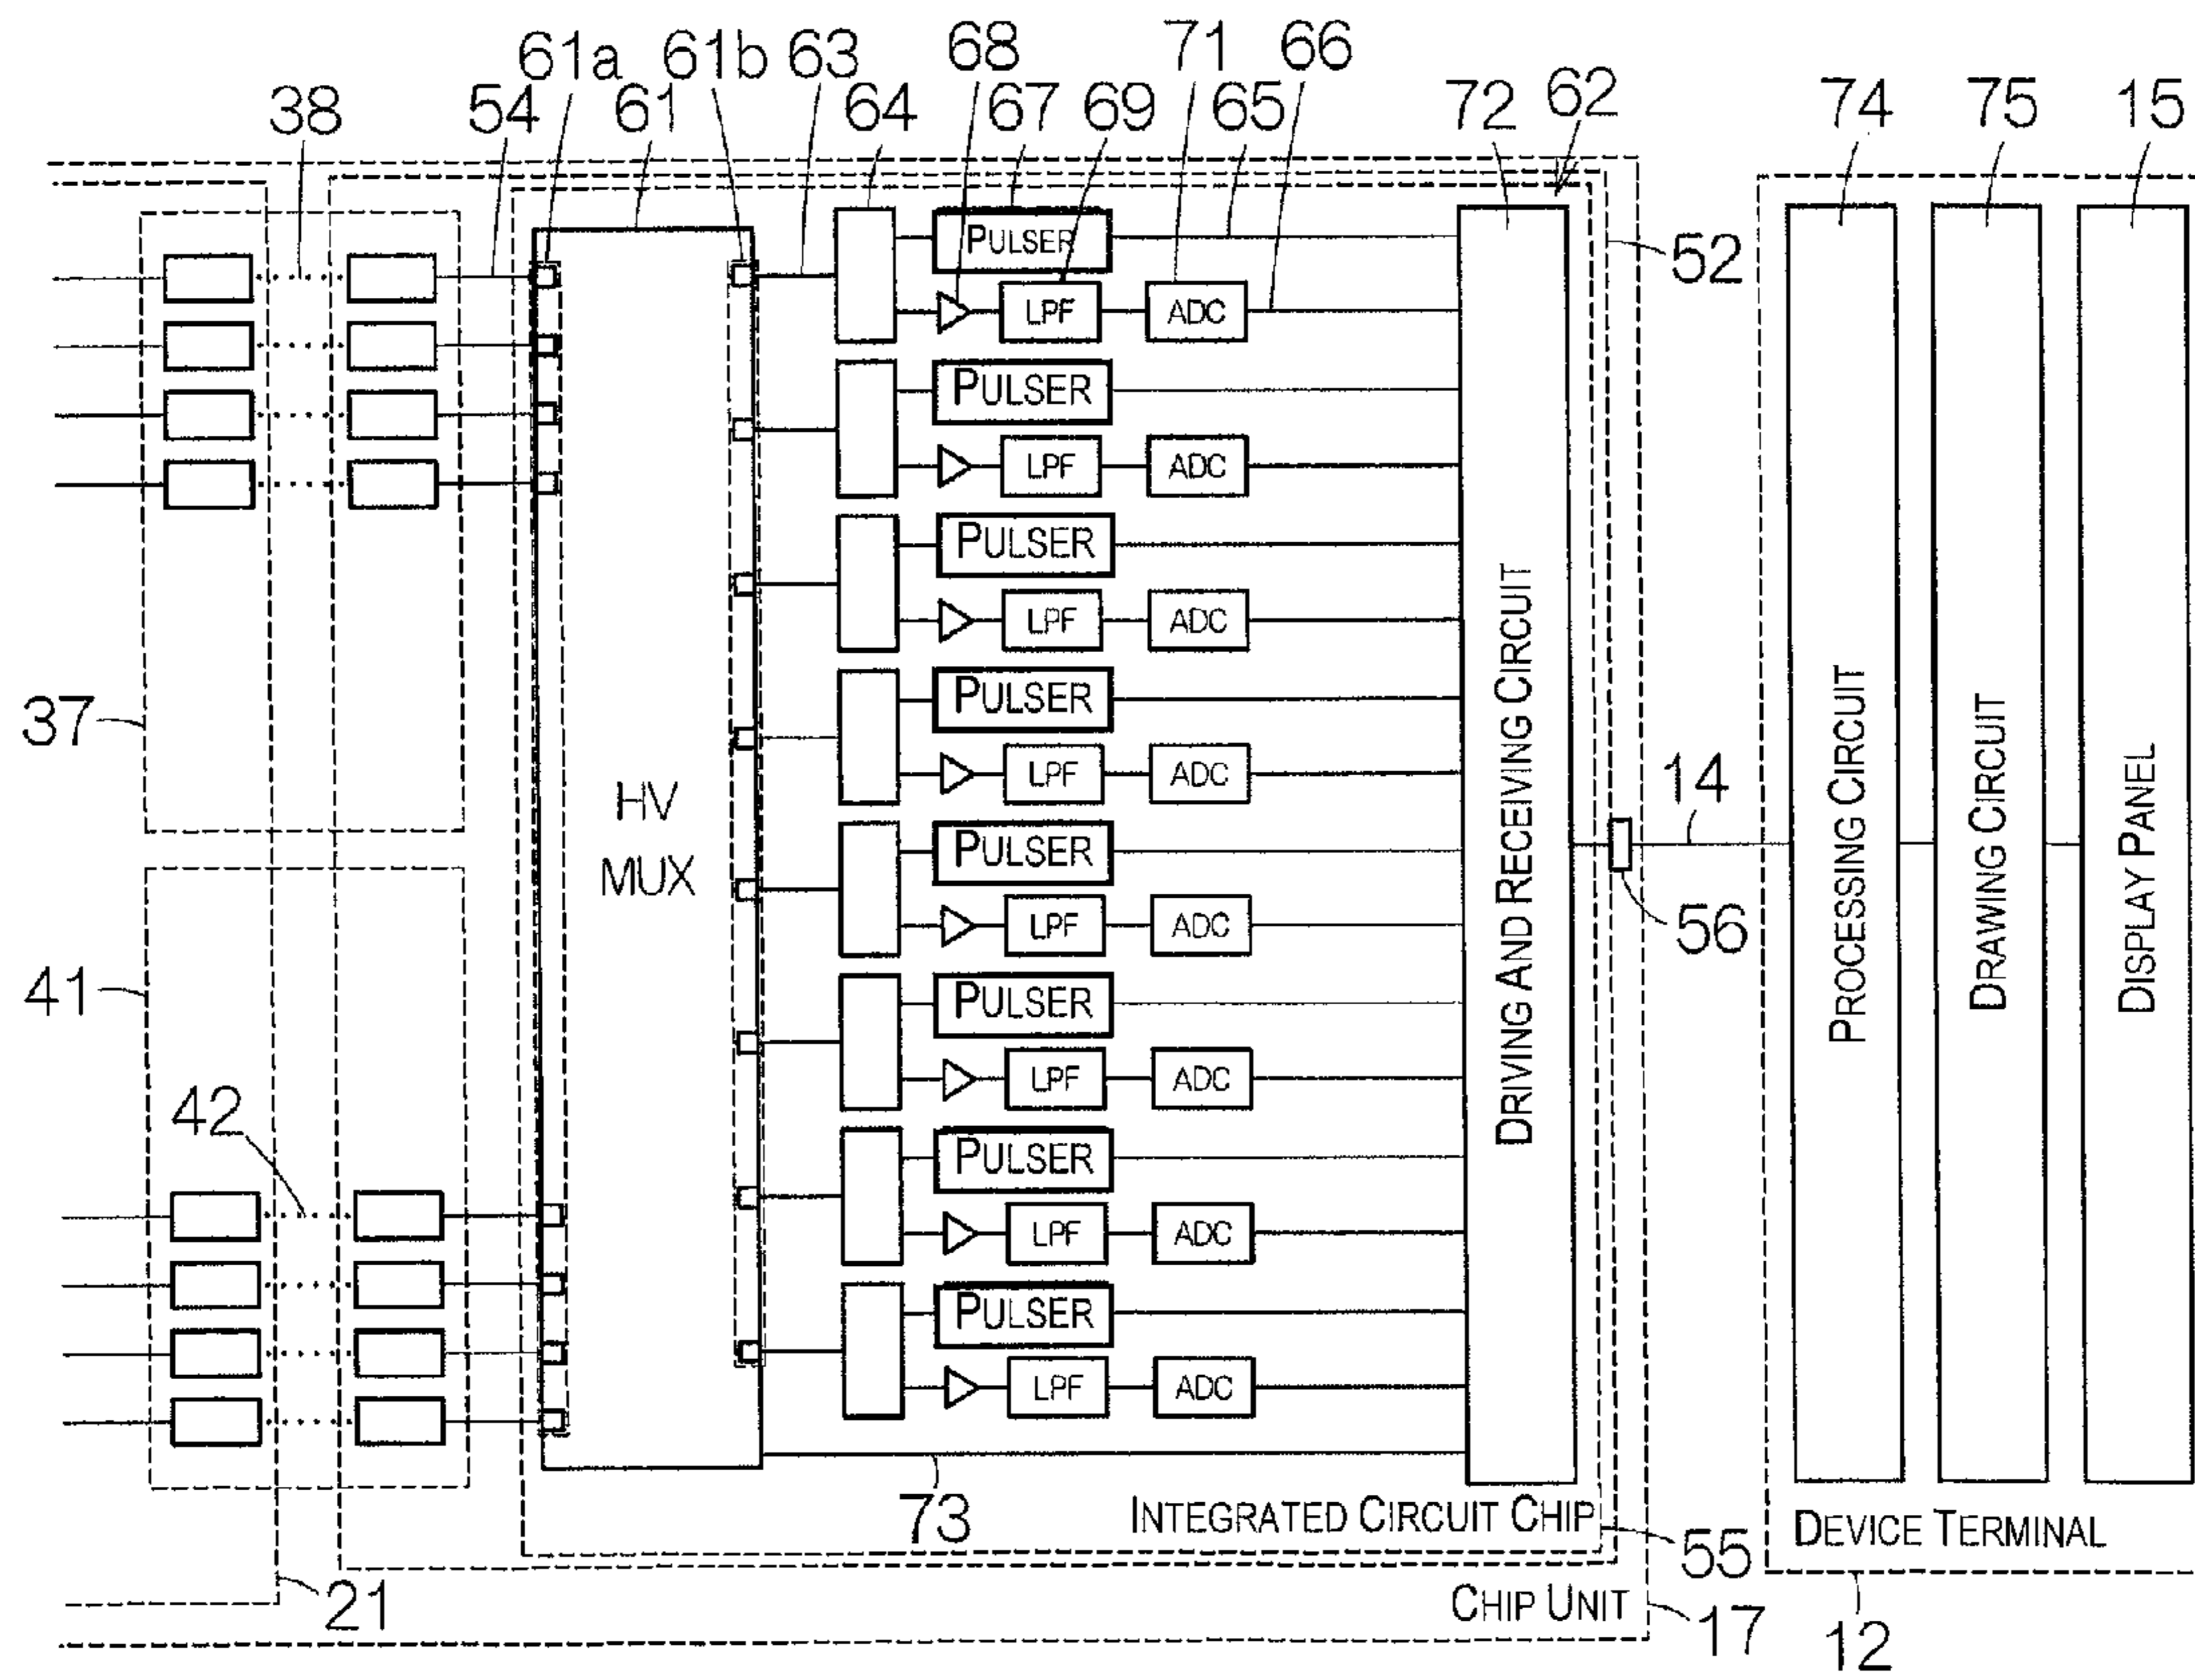 61a 61b 63 68 71 66
38 54 61 64 67 69 65 72 62 74 75 15
PULSER
LPF ADC
52
PULSER
LPF ADC
PULSER
LPF ADC
PULSER
37
LPF ADC
14
HV
MUX
PULSER
LPF ADC
56
41
PULSER
LPF ADC
42
PULSER
LPF ADC
PULSER
LPF ADC
DRIVING AND RECEIVING CIRCUIT
PROCESSING CIRCUIT
DRAWING CIRCUIT
DISPLAY PANEL
73
INTEGRATED CIRCUIT CHIP
55
DEVICE TERMINAL
21
CHIP UNIT
17
12